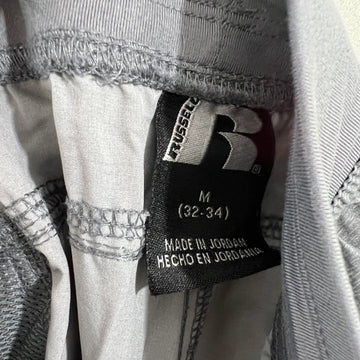 RUSSELL
R
M
(32-34)
MADE IN JORDAN
HECHO EN JORDANIA